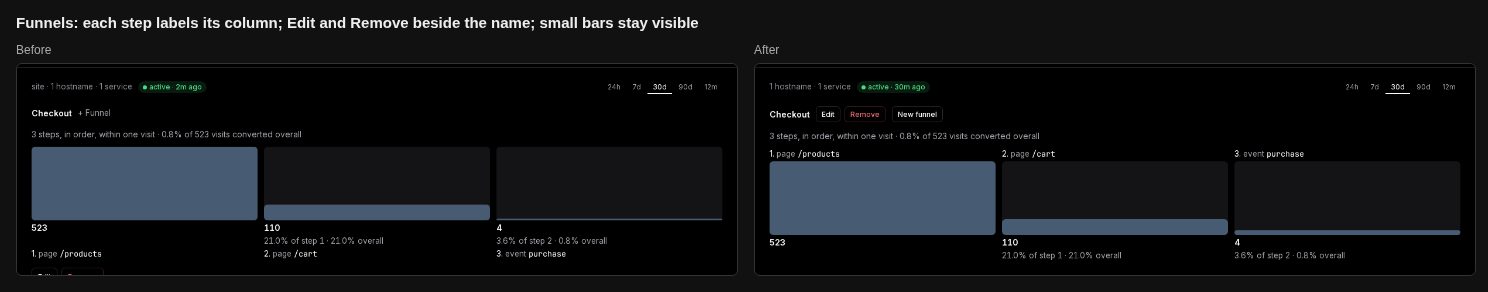 Funnels: each step labels its column; Edit and Remove beside the name; small bars stay visible
Before
site · 1 hostname · 1 service active · 2m ago 24h 7d 30d 90d 12m
Checkout + Funnel
3 steps, in order, within one visit · 0.8% of 523 visits converted overall
523 110 4
21.0% of step 1 · 21.0% overall 3.6% of step 2 · 0.8% overall
1. page /products 2. page /cart 3. event purchase
After
1 hostname · 1 service active · 30m ago 24h 7d 30d 90d 12m
Checkout Edit Remove New funnel
3 steps, in order, within one visit · 0.8% of 523 visits converted overall
1. page /products 2. page /cart 3. event purchase
523 110 4
21.0% of step 1 · 21.0% overall 3.6% of step 2 · 0.8% overall